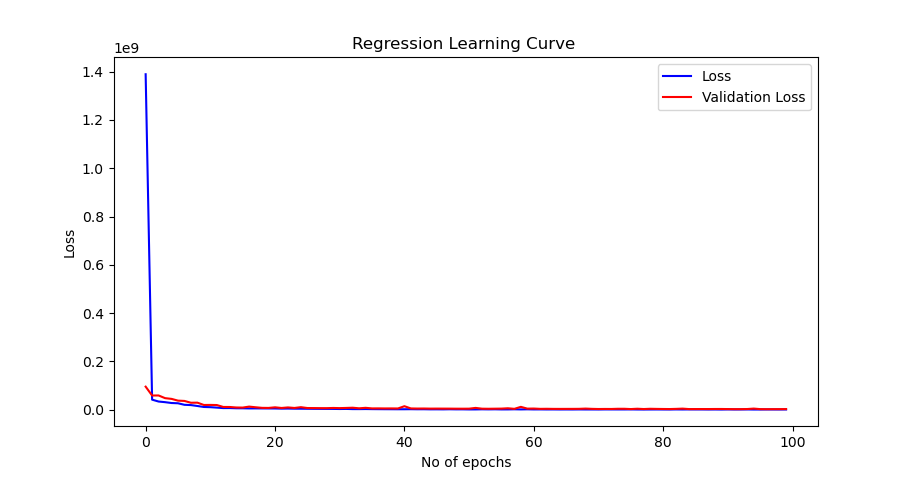 Regression Learning Curve
1e9
1.4
1.2
1.0
0.8
0.6
0.4
0.2
0.0
Loss
Loss
Validation Loss
0 20 40 60 80 100
No of epochs